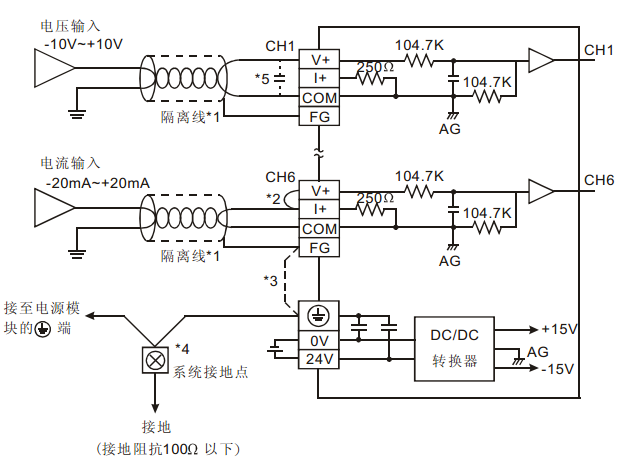 电压输入
-10V~+10V
CH1
V+
104.7K
CH1
250Ω
*5
I+
104.7K
COM
隔离线*1
FG
AG
电流输入
-20mA~+20mA
CH6
V+
104.7K
CH6
*2
250Ω
I+
104.7K
COM
隔离线*1
FG
AG
*3
接至电源模
块的 端
DC/DC
转换器
+15V
0V
*4
24V
AG
系统接地点
-15V
接地
(接地阻抗100Ω 以下)